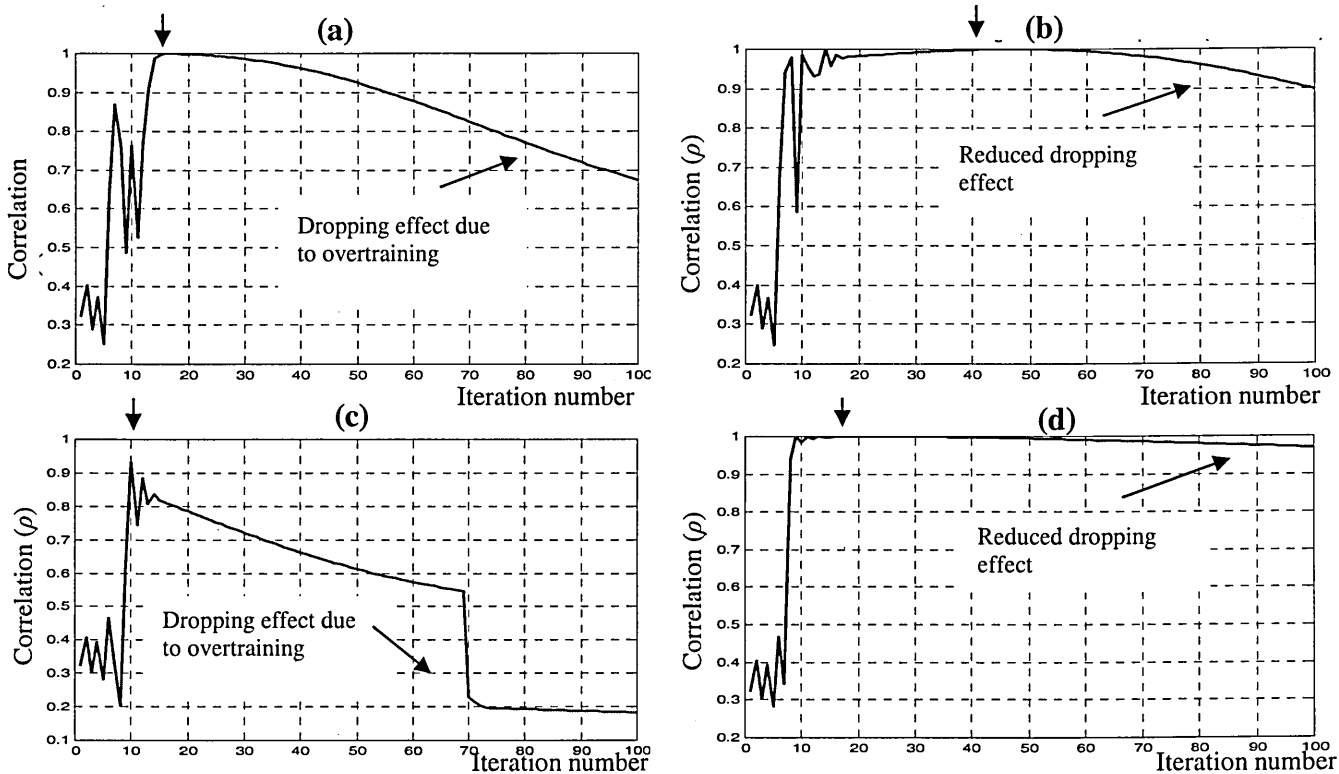 (a)
1
0.9
0.8
0.7
0.6
0.5
0.4
0.3
0.2
Correlation
Dropping effect due
to overtraining
0 10 20 30 40 50 60 70 80 90 100
Iteration number
(b)
1
0.9
0.8
0.7
0.6
0.5
0.4
0.3
0.2
Correlation (ρ)
Reduced dropping
effect
0 10 20 30 40 50 60 70 80 90 100
Iteration number
(c)
1
0.9
0.8
0.7
0.6
0.5
0.4
0.3
0.2
0.1
Correlation (ρ)
Dropping effect due
to overtraining
0 10 20 30 40 50 60 70 80 90 100
Iteration number
(d)
1
0.9
0.8
0.7
0.6
0.5
0.4
0.3
0.2
Correlation (ρ)
Reduced dropping
effect
0 10 20 30 40 50 60 70 80 90 100
Iteration number